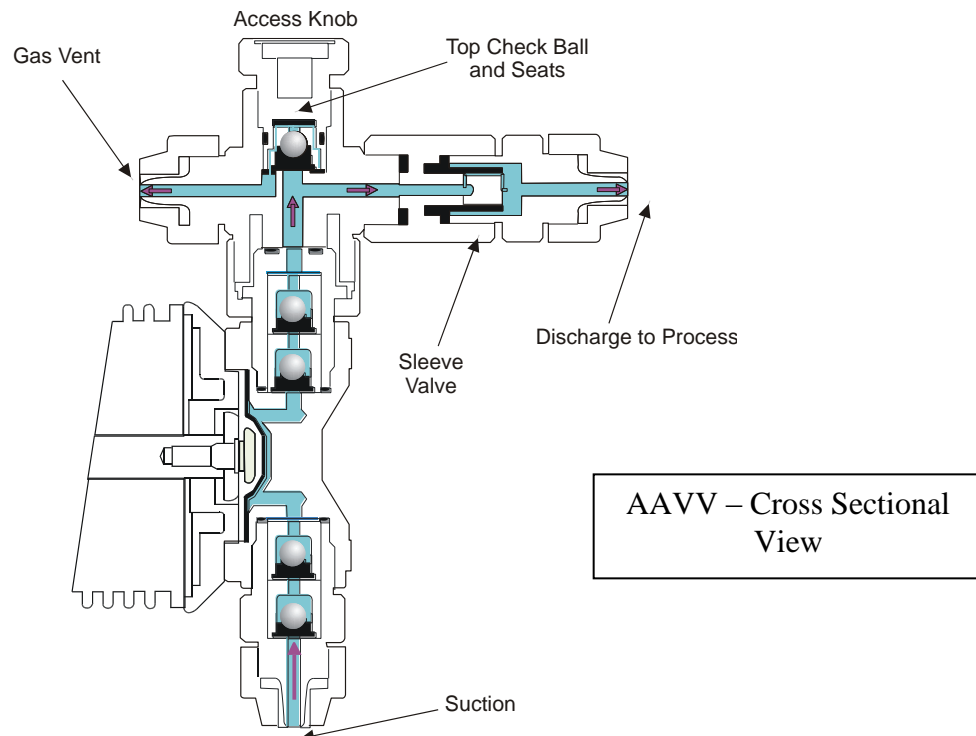 Access Knob
Gas Vent
Top Check Ball
and Seats
Discharge to Process
Sleeve
Valve
AAVV – Cross Sectional
View
Suction